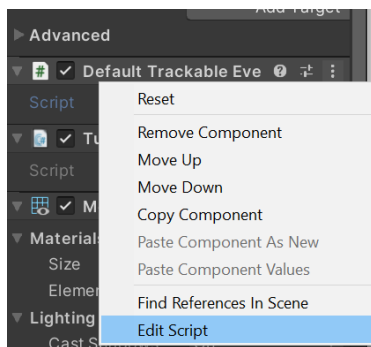 Add Target
Advanced
Default Trackable Eve
Script
Reset
Remove Component
Script
Move Up
Move Down
M
Copy Component
Materials
Paste Component As New
Size
Paste Component Values
Find References In Scene
Lighting
Edit Script